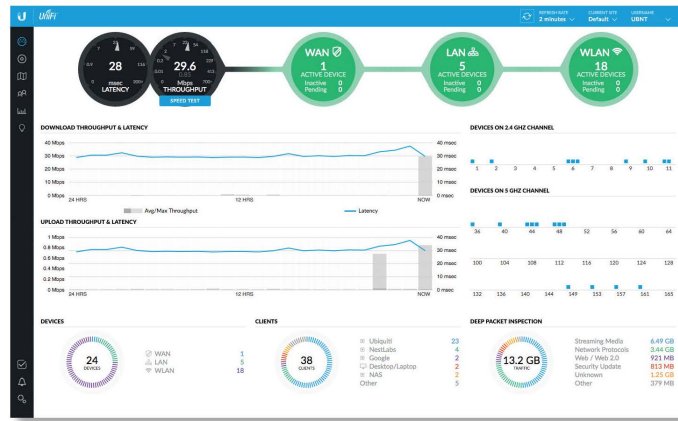 U UniFi
REFRESH RATE CURRENT SITE USERNAME
2 minutes Default UBNT
WAN
1
ACTIVE DEVICE
Inactive 0
Pending 0
LAN
5
ACTIVE DEVICES
Inactive 0
Pending 0
WLAN
18
ACTIVE DEVICES
Inactive 0
Pending 0
28
msec
LATENCY
29.6
0.85
Mbps
THROUGHPUT
SPEED TEST
DOWNLOAD THROUGHPUT & LATENCY
40 Mbps 40 msec
30 Mbps 30 msec
20 Mbps 20 msec
10 Mbps 10 msec
0 Mbps 0 msec
24 HRS 12 HRS NOW
Avg/Max Throughput Latency
UPLOAD THROUGHPUT & LATENCY
1 Mbps 40 msec
0.8 Mbps
0.6 Mbps 30 msec
0.4 Mbps 20 msec
0.2 Mbps 10 msec
0 Mbps 0 msec
24 HRS 12 HRS NOW
DEVICES ON 2.4 GHZ CHANNEL
1 2 3 4 5 6 7 8 9 10 11
DEVICES ON 5 GHZ CHANNEL
36 40 44 48 52 56 60 64
100 104 108 112 116 120 124 128
132 136 140 144 149 153 157 161 165
DEVICES
24
DEVICES
WAN 1
LAN 5
WLAN 18
CLIENTS
38
CLIENTS
Ubiquiti 23
NestLabs 4
Google 2
Desktop/Laptop 2
NAS 2
Other 5
DEEP PACKET INSPECTION
13.2 GB
TRAFFIC
Streaming Media 6.49 GB
Network Protocols 3.44 GB
Web / Web 2.0 921 MB
Security Update 813 MB
Unknown 1.25 GB
Other 379 MB